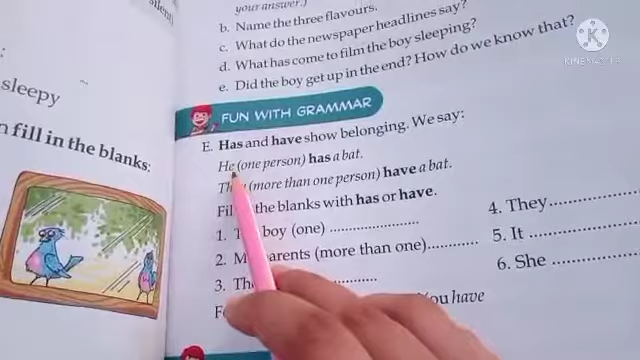 silent)
sleepy
fill in the blanks:
your answer.)
b. Name the three flavours.
c. What do the newspaper headlines say?
d. What has come to film the boy sleeping?
e. Did the boy get up in the end? How do we know that?
FUN WITH GRAMMAR
E. Has and have show belonging. We say:
He (one person) has a bat.
(more than one person) have a bat.
the blanks with has or have.
1. boy (one) ....................
2. parents (more than one)...........
3. ............
4. They..............
5. It ..............
6. She ..............
You have
KINEMASTER